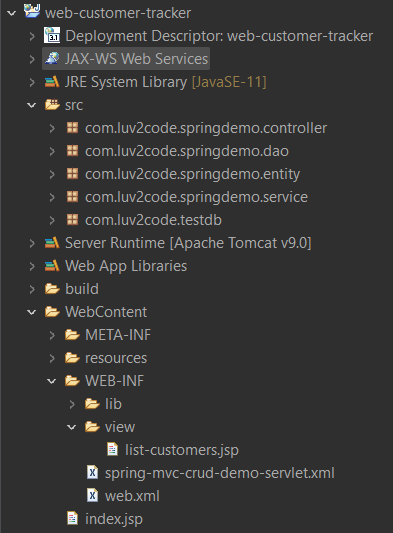 web-customer-tracker
3.1 Deployment Descriptor: web-customer-tracker
JAX-WS Web Services
JRE System Library [JavaSE-11]
src
com.luv2code.springdemo.controller
com.luv2code.springdemo.dao
com.luv2code.springdemo.entity
com.luv2code.springdemo.service
com.luv2code.testdb
Server Runtime [Apache Tomcat v9.0]
Web App Libraries
build
WebContent
META-INF
resources
WEB-INF
lib
view
list-customers.jsp
X spring-mvc-crud-demo-servlet.xml
X web.xml
index.jsp